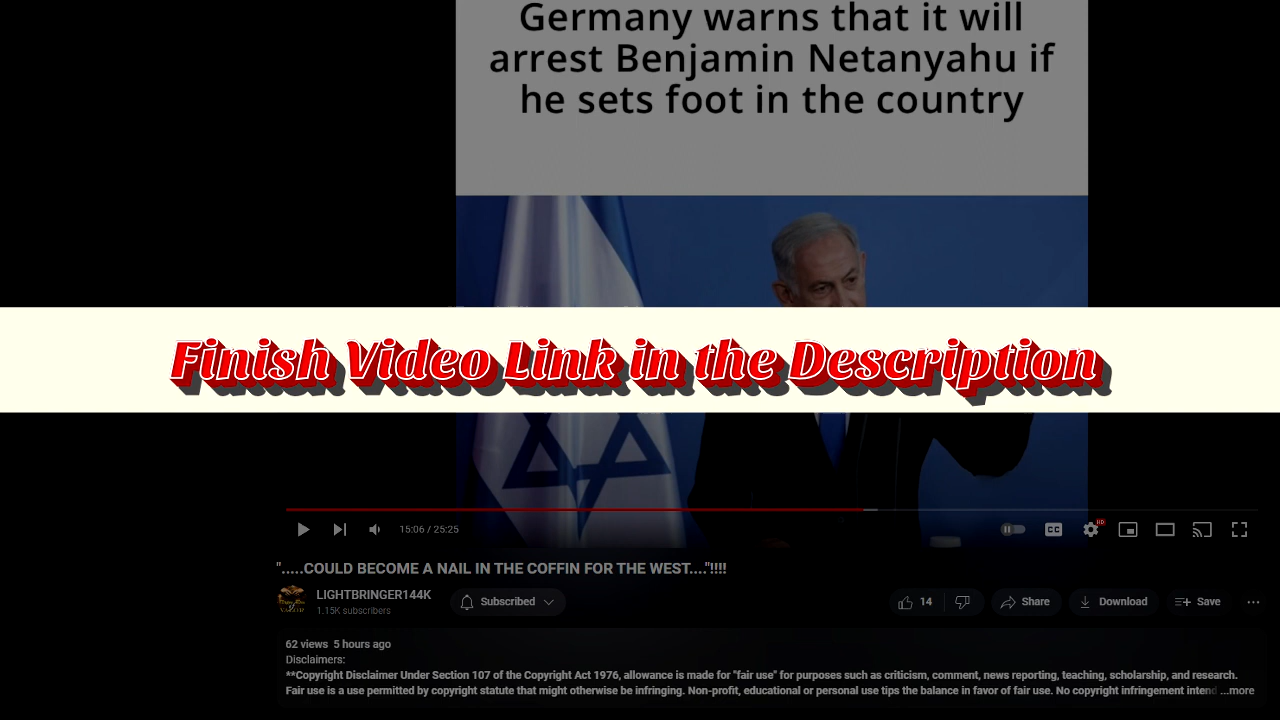 Germany warns that it will
arrest Benjamin Netanyahu if
he sets foot in the country
Finish Video Link in the Description
15:06 / 25:25
CC
HD
".....COULD BECOME A NAIL IN THE COFFIN FOR THE WEST...."!!!!
LIGHTBRINGER144K
1.15K subscribers
Subscribed
14
Share
Download
Save
62 views 5 hours ago
Disclaimers:
**Copyright Disclaimer Under Section 107 of the Copyright Act 1976, allowance is made for "fair use" for purposes such as criticism, comment, news reporting, teaching, scholarship, and research.
Fair use is a use permitted by copyright statute that might otherwise be infringing. Non-profit, educational or personal use tips the balance in favor of fair use. No copyright infringement intend ...more